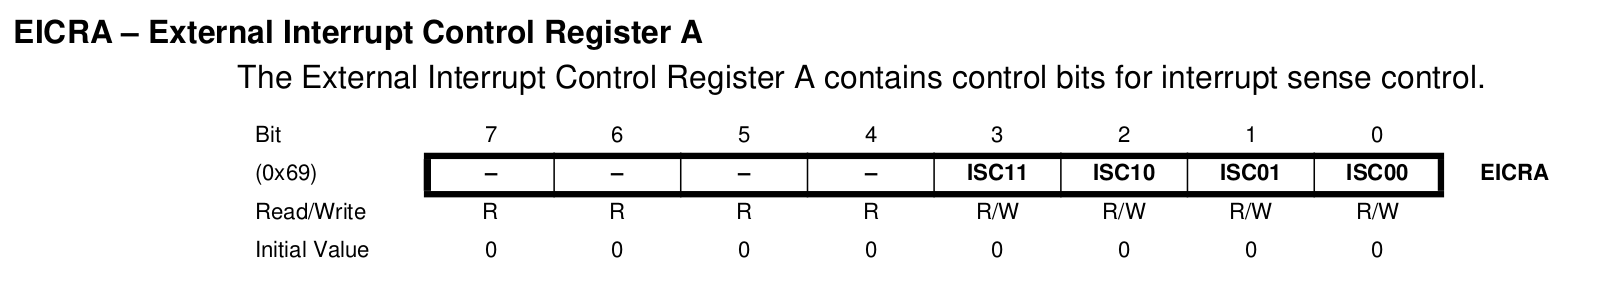 EICRA – External Interrupt Control Register A
The External Interrupt Control Register A contains control bits for interrupt sense control.
Bit 7 6 5 4 3 2 1 0
(0x69) – – – – ISC11 ISC10 ISC01 ISC00 EICRA
Read/Write R R R R R/W R/W R/W R/W
Initial Value 0 0 0 0 0 0 0 0